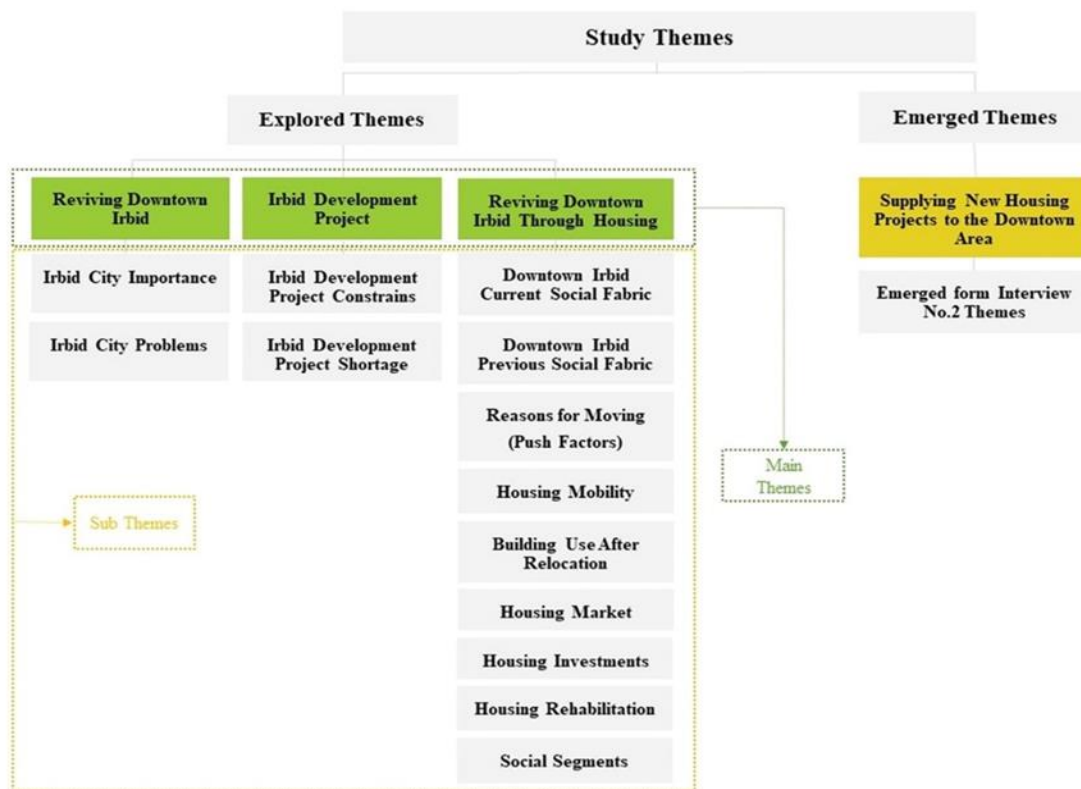 Study Themes
Explored Themes
Emerged Themes
Reviving Downtown
Irbid
Irbid Development
Project
Reviving Downtown
Irbid Through Housing
Supplying New Housing
Projects to the Downtown
Area
Irbid City Importance
Irbid Development
Project Constrains
Downtown Irbid
Current Social Fabric
Emerged form Interview
No.2 Themes
Irbid City Problems
Irbid Development
Project Shortage
Downtown Irbid
Previous Social Fabric
Reasons for Moving
(Push Factors)
Main
Themes
Housing Mobility
Sub Themes
Building Use After
Relocation
Housing Market
Housing Investments
Housing Rehabilitation
Social Segments